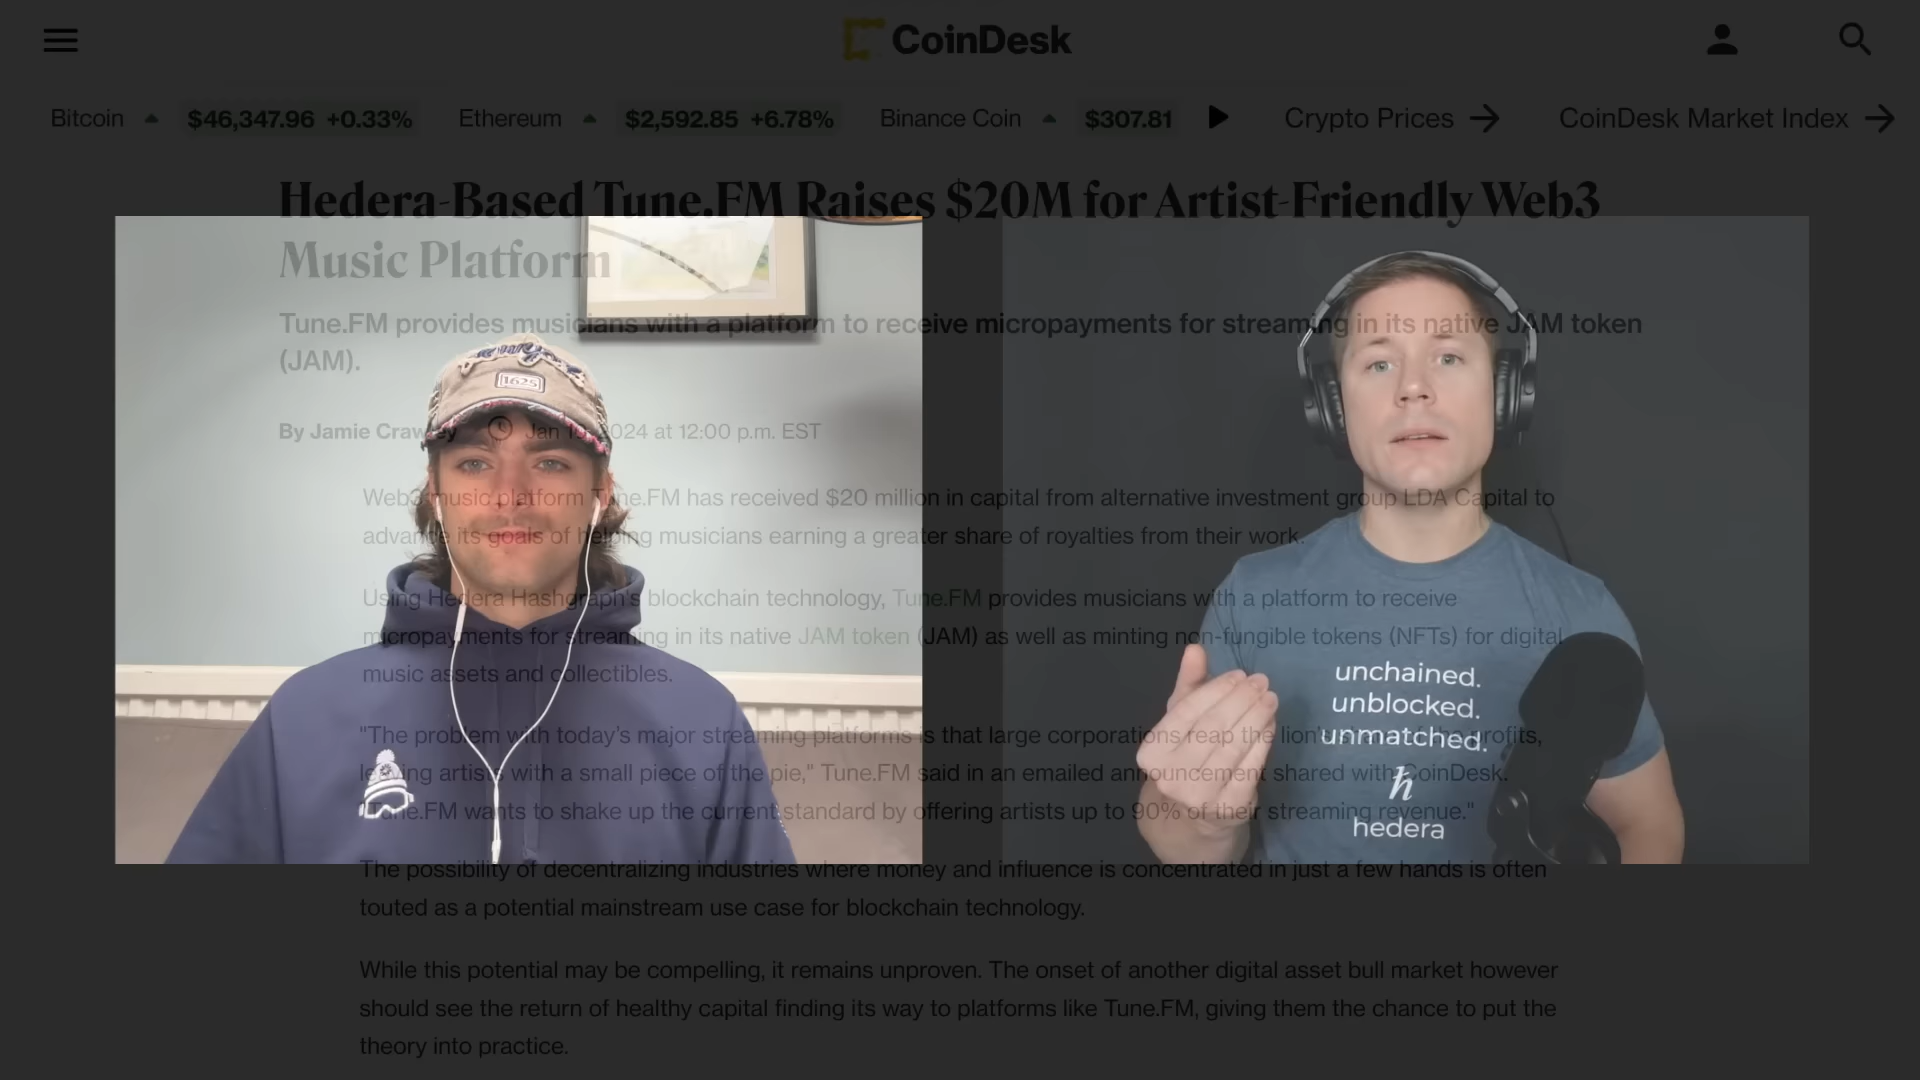 CoinDesk
Bitcoin $46,347.96 +0.33% Ethereum $2,592.85 +6.78% Binance Coin $307.81 Crypto Prices CoinDesk Market Index
Hedera-Based Tune.FM Raises $20M for Artist-Friendly Web3
Music Platform
Tune.FM provides musicians with a platform to receive micropayments for streaming in its native JAM token
(JAM).
1625
By Jamie Crawley Jan 2024 at 12:00 p.m. EST
Web3 music platform Tune.FM has received $20 million in capital from alternative investment group LDA Capital to
advance its goals of helping musicians earning a greater share of royalties from their work.
Using Hedera Hashgraph's blockchain technology, Tune.FM provides musicians with a platform to receive
micropayments for streaming in its native JAM token (JAM) as well as minting non-fungible tokens (NFTs) for digital
music assets and collectibles.
"The problem with today's major streaming platforms is that large corporations reap the lion's profits,
leaving artists with a small piece of the pie," Tune.FM said in an emailed announcement shared with CoinDesk.
"Tune.FM wants to shake up the current standard by offering artists up to 90% of their streaming revenue."
unchained.
unblocked.
unmatched.
ℏ
hedera
The possibility of decentralizing industries where money and influence is concentrated in just a few hands is often
touted as a potential mainstream use case for blockchain technology.
While this potential may be compelling, it remains unproven. The onset of another digital asset bull market however
should see the return of healthy capital finding its way to platforms like Tune.FM, giving them the chance to put the
theory into practice.